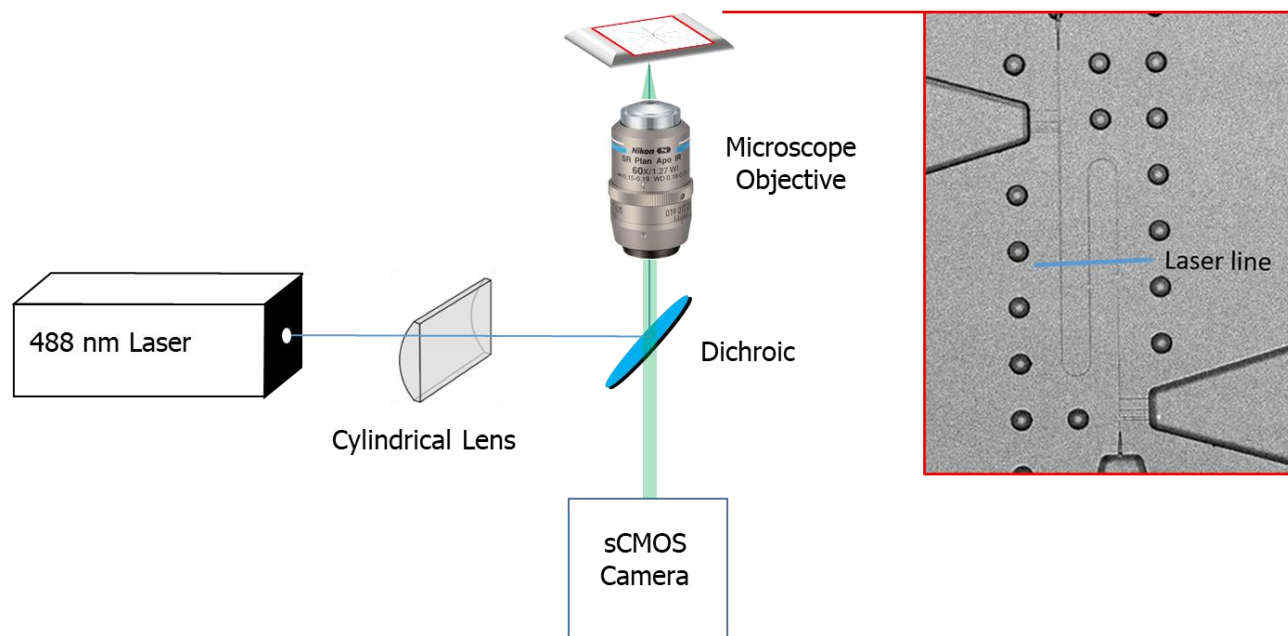 Microscope
Objective
Nikon
SR Plan Apo IR
60X/1.27 WI
Laser line
488 nm Laser
Dichroic
Cylindrical Lens
sCMOS
Camera